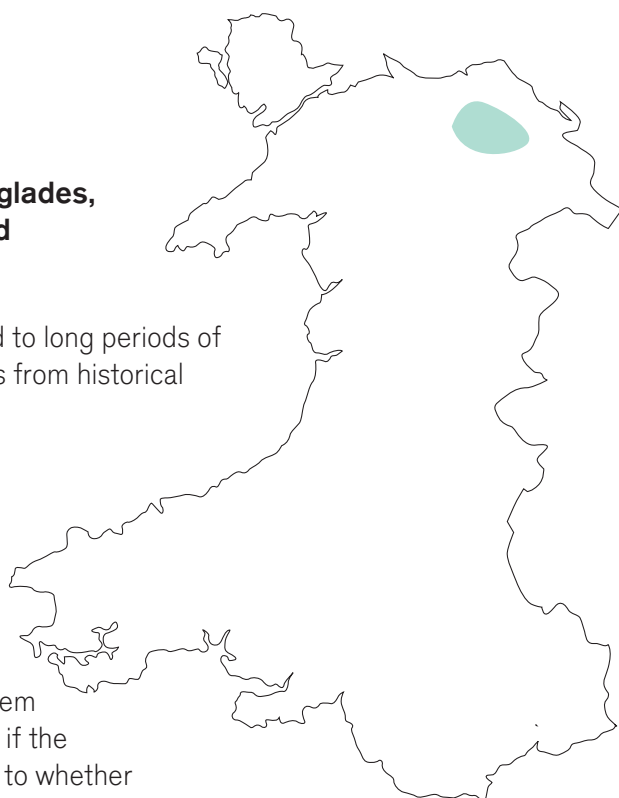 glades,
d
d to long periods of
s from historical
em
if the
to whether